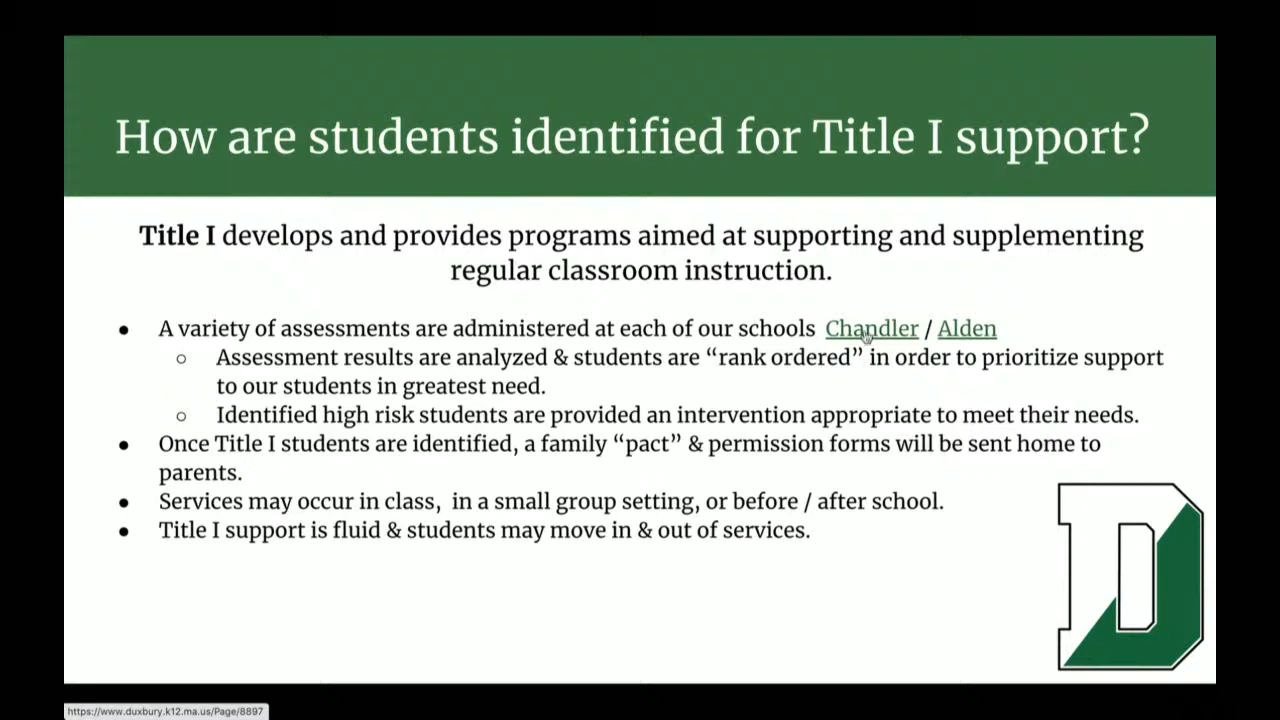 How are students identified for Title I support?
Title I develops and provides programs aimed at supporting and supplementing
regular classroom instruction.
● A variety of assessments are administered at each of our schools Chandler / Alden
○ Assessment results are analyzed & students are “rank ordered” in order to prioritize support
to our students in greatest need.
○ Identified high risk students are provided an intervention appropriate to meet their needs.
● Once Title I students are identified, a family “pact” & permission forms will be sent home to
parents.
● Services may occur in class, in a small group setting, or before / after school.
● Title I support is fluid & students may move in & out of services.
D
https://www.duxbury.k12.ma.us/Page/8897